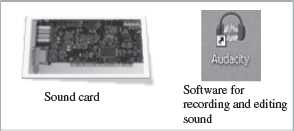 Audacity
Sound card
Software for
recording and editing
sound